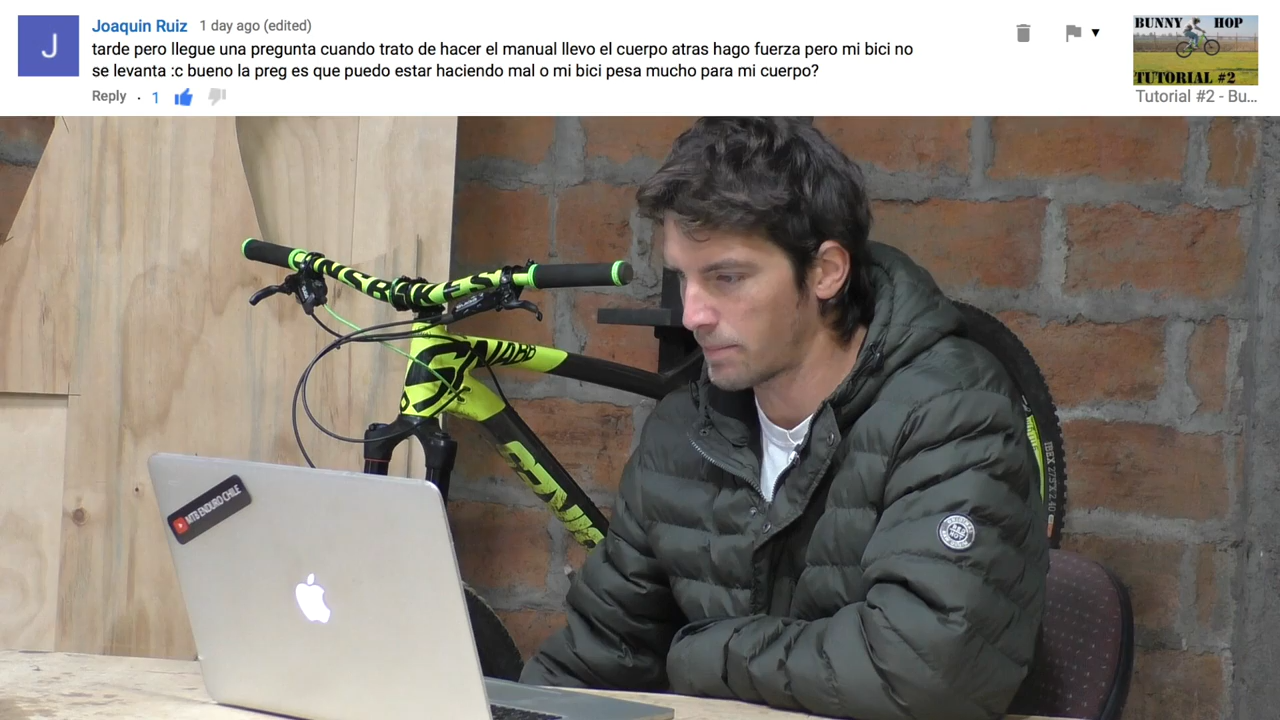 J
Joaquin Ruiz 1 day ago (edited)
tarde pero llegue una pregunta cuando trato de hacer el manual llevo el cuerpo atras hago fuerza pero mi bici no
se levanta :c bueno la preg es que puedo estar haciendo mal o mi bici pesa mucho para mi cuerpo?
Reply · 1
BUNNY HOP
TUTORIAL #2
Tutorial #2 - Bu...
MTB ENDURO CHILE